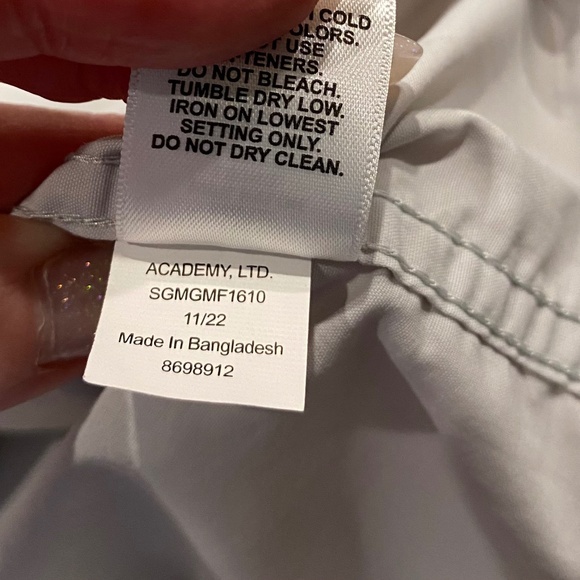 COLD
COLORS.
USE
DO NOT BLEACH.
TUMBLE DRY LOW.
IRON ON LOWEST
SETTING ONLY.
DO NOT DRY CLEAN.
ACADEMY, LTD.
SGMGMF1610
11/22
Made In Bangladesh
8698912